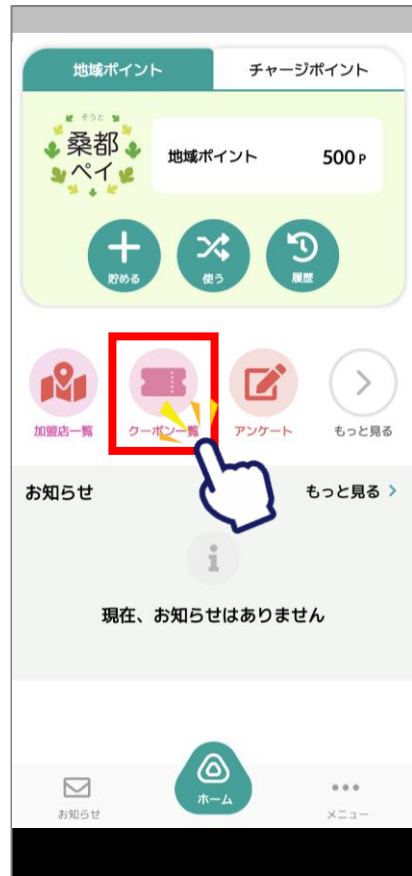 地域ポイント チャージポイント
そうと
桑都
ペイ
地域ポイント 500 P
貯める 使う 履歴
加盟店一覧 クーポン一覧 アンケート もっと見る
お知らせ もっと見る
現在、お知らせはありません
お知らせ ホーム メニュー